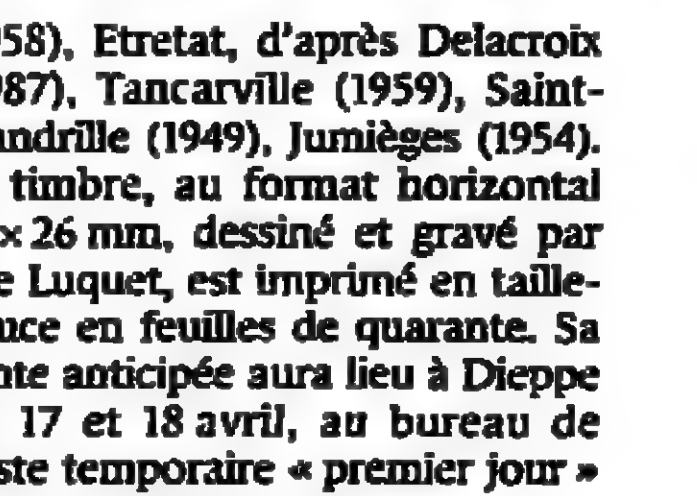 58), Etretat, d'après Delacroix
987), Tancarville (1959), Saint-
andrille (1949), Jumièges (1954).
timbre, au format horizontal
× 26 mm, dessiné et gravé par
e Luquet, est imprimé en taille-
uce en feuilles de quarante. Sa
nte anticipée aura lieu à Dieppe
17 et 18 avril, au bureau de
ste temporaire « premier jour »